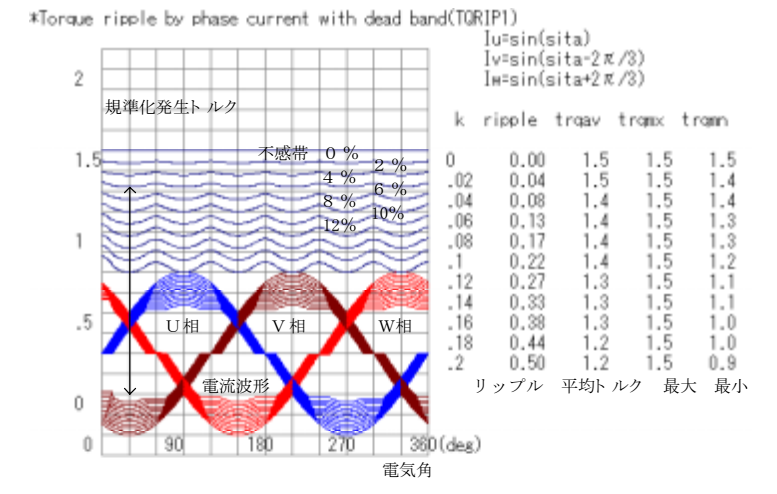 *Torque ripple by phase current with dead band(TQRIP1)
Iu=sin(sita)
Iv=sin(sita-2π/3)
Iw=sin(sita+2π/3)
2
規準化発生トルク
k ripple trqav trqmx trqmn
不感帯 0 %
2 %
1.5
4 %
6 %
8 %
10%
12%
1
0 0.00 1.5 1.5 1.5
.02 0.04 1.5 1.5 1.4
.04 0.08 1.4 1.5 1.4
.06 0.13 1.4 1.5 1.3
.08 0.17 1.4 1.5 1.3
.1 0.22 1.4 1.5 1.2
.12 0.27 1.3 1.5 1.1
.14 0.33 1.3 1.5 1.1
.16 0.38 1.3 1.5 1.0
.18 0.44 1.2 1.5 1.0
.2 0.50 1.2 1.5 0.9
リップル 平均トルク 最大 最小
.5
U相 V相 W相
電流波形
0
0 90 180 270 360(deg)
電気角